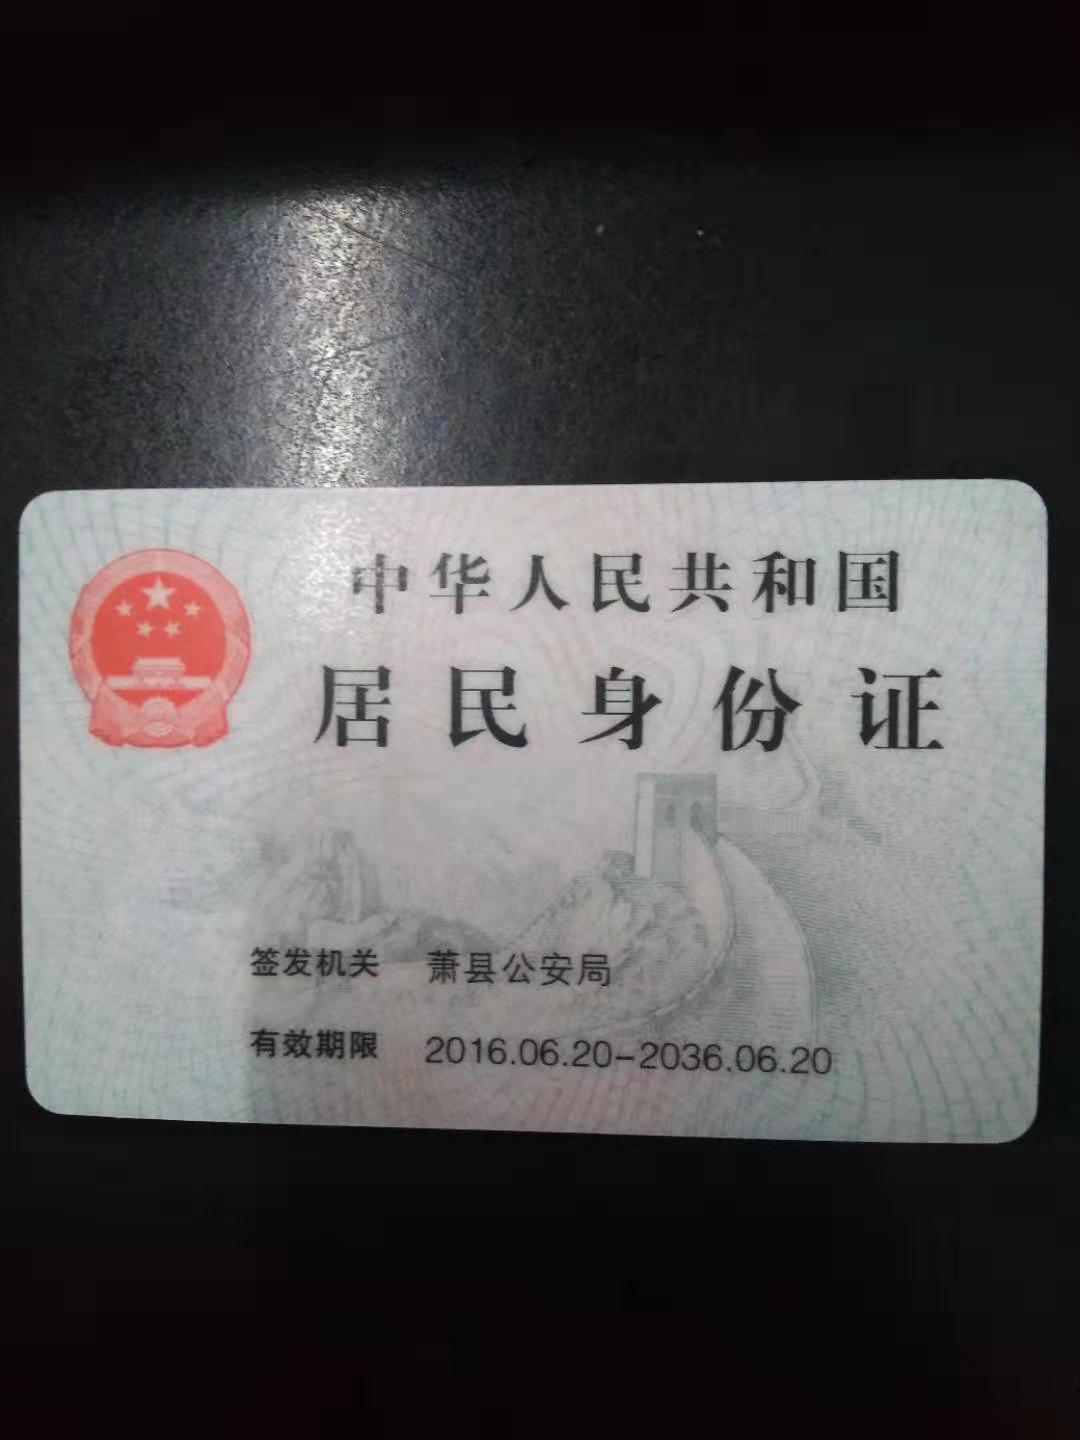 中华人民共和国
居民身份证
签发机关 萧县公安局
有效期限 2016.06.20-2036.06.20